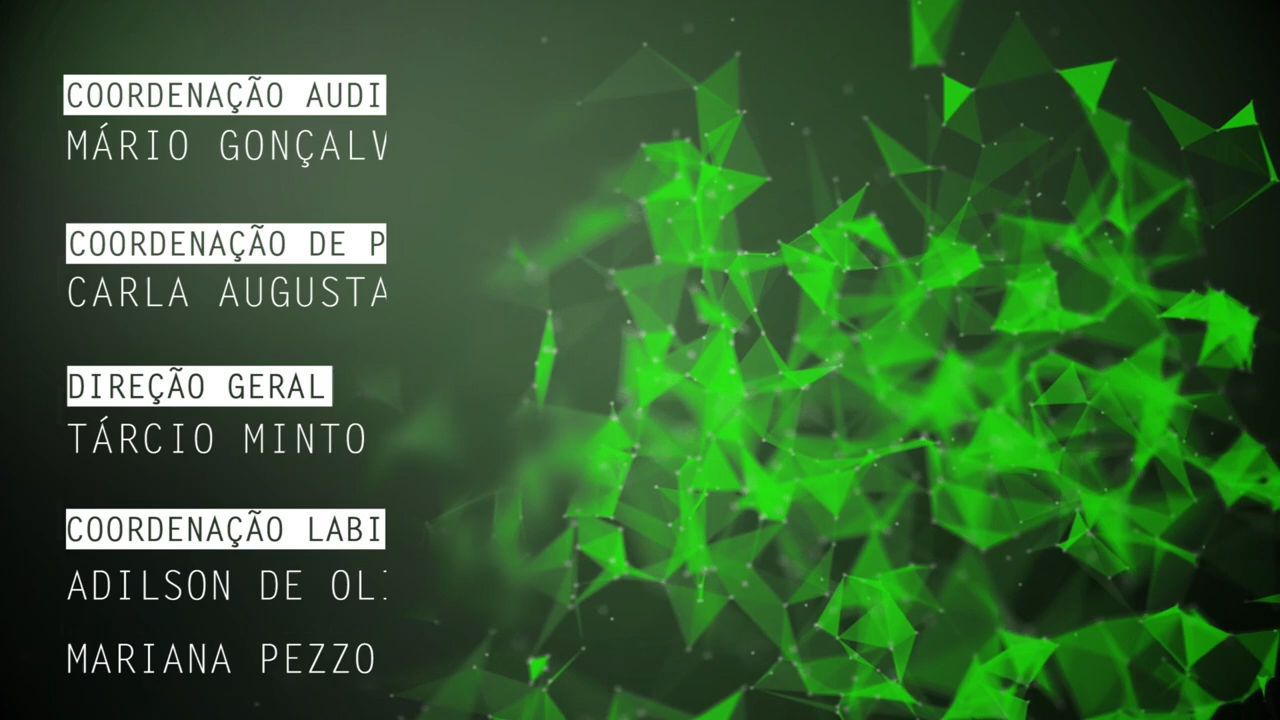 COORDENAÇÃO AUDI
MÁRIO GONÇALV
COORDENAÇÃO DE P
CARLA AUGUSTA
DIREÇÃO GERAL
TÁRCIO MINTO
COORDENAÇÃO LABI
ADILSON DE OL
MARIANA PEZZO